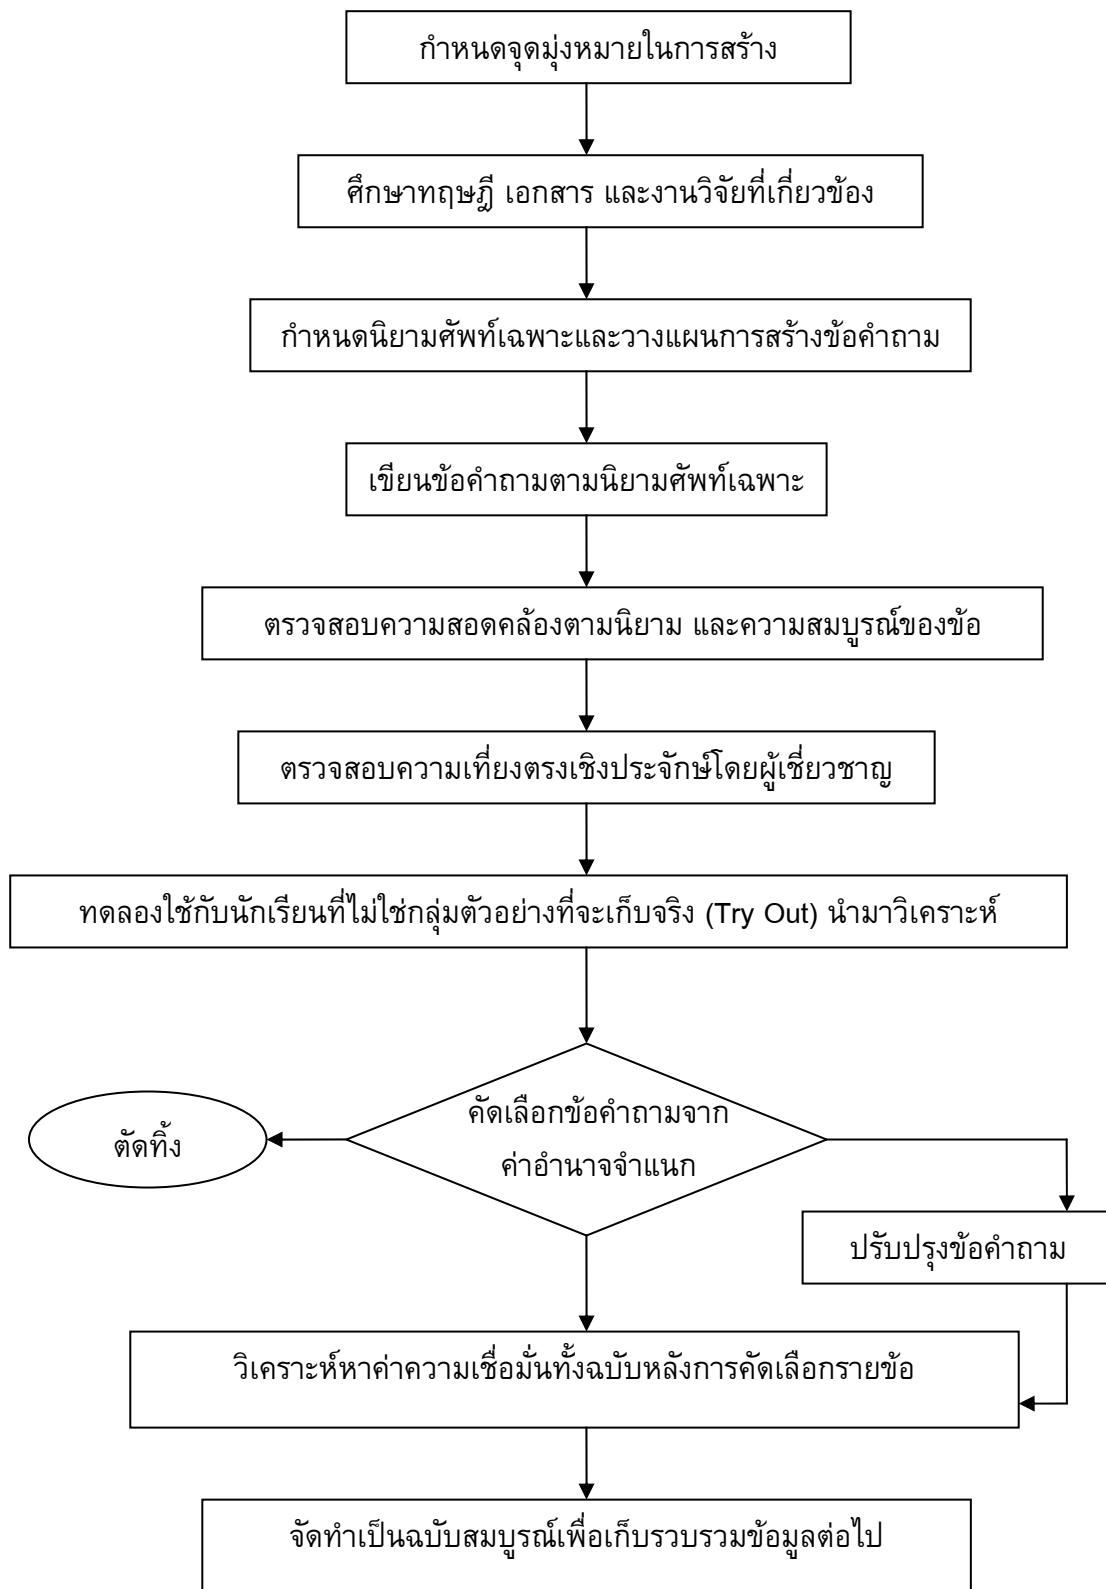 กำหนดจุดมุ่งหมายในการสร้าง
ศึกษาทฤษฎี เอกสาร และงานวิจัยที่เกี่ยวข้อง
กำหนดนิยามศัพท์เฉพาะและวางแผนการสร้างข้อคำถาม
เขียนข้อคำถามตามนิยามศัพท์เฉพาะ
ตรวจสอบความสอดคล้องตามนิยาม และความสมบูรณ์ของข้อ
ตรวจสอบความเที่ยงตรงเชิงประจักษ์โดยผู้เชี่ยวชาญ
ทดลองใช้กับนักเรียนที่ไม่ใช่กลุ่มตัวอย่างที่จะเก็บจริง (Try Out) นำมาวิเคราะห์
คัดเลือกข้อคำถามจาก
ค่าอำนาจจำแนก
ตัดทิ้ง
ปรับปรุงข้อคำถาม
วิเคราะห์หาค่าความเชื่อมั่นทั้งฉบับหลังการคัดเลือกรายข้อ
จัดทำเป็นฉบับสมบูรณ์เพื่อเก็บรวบรวมข้อมูลต่อไป